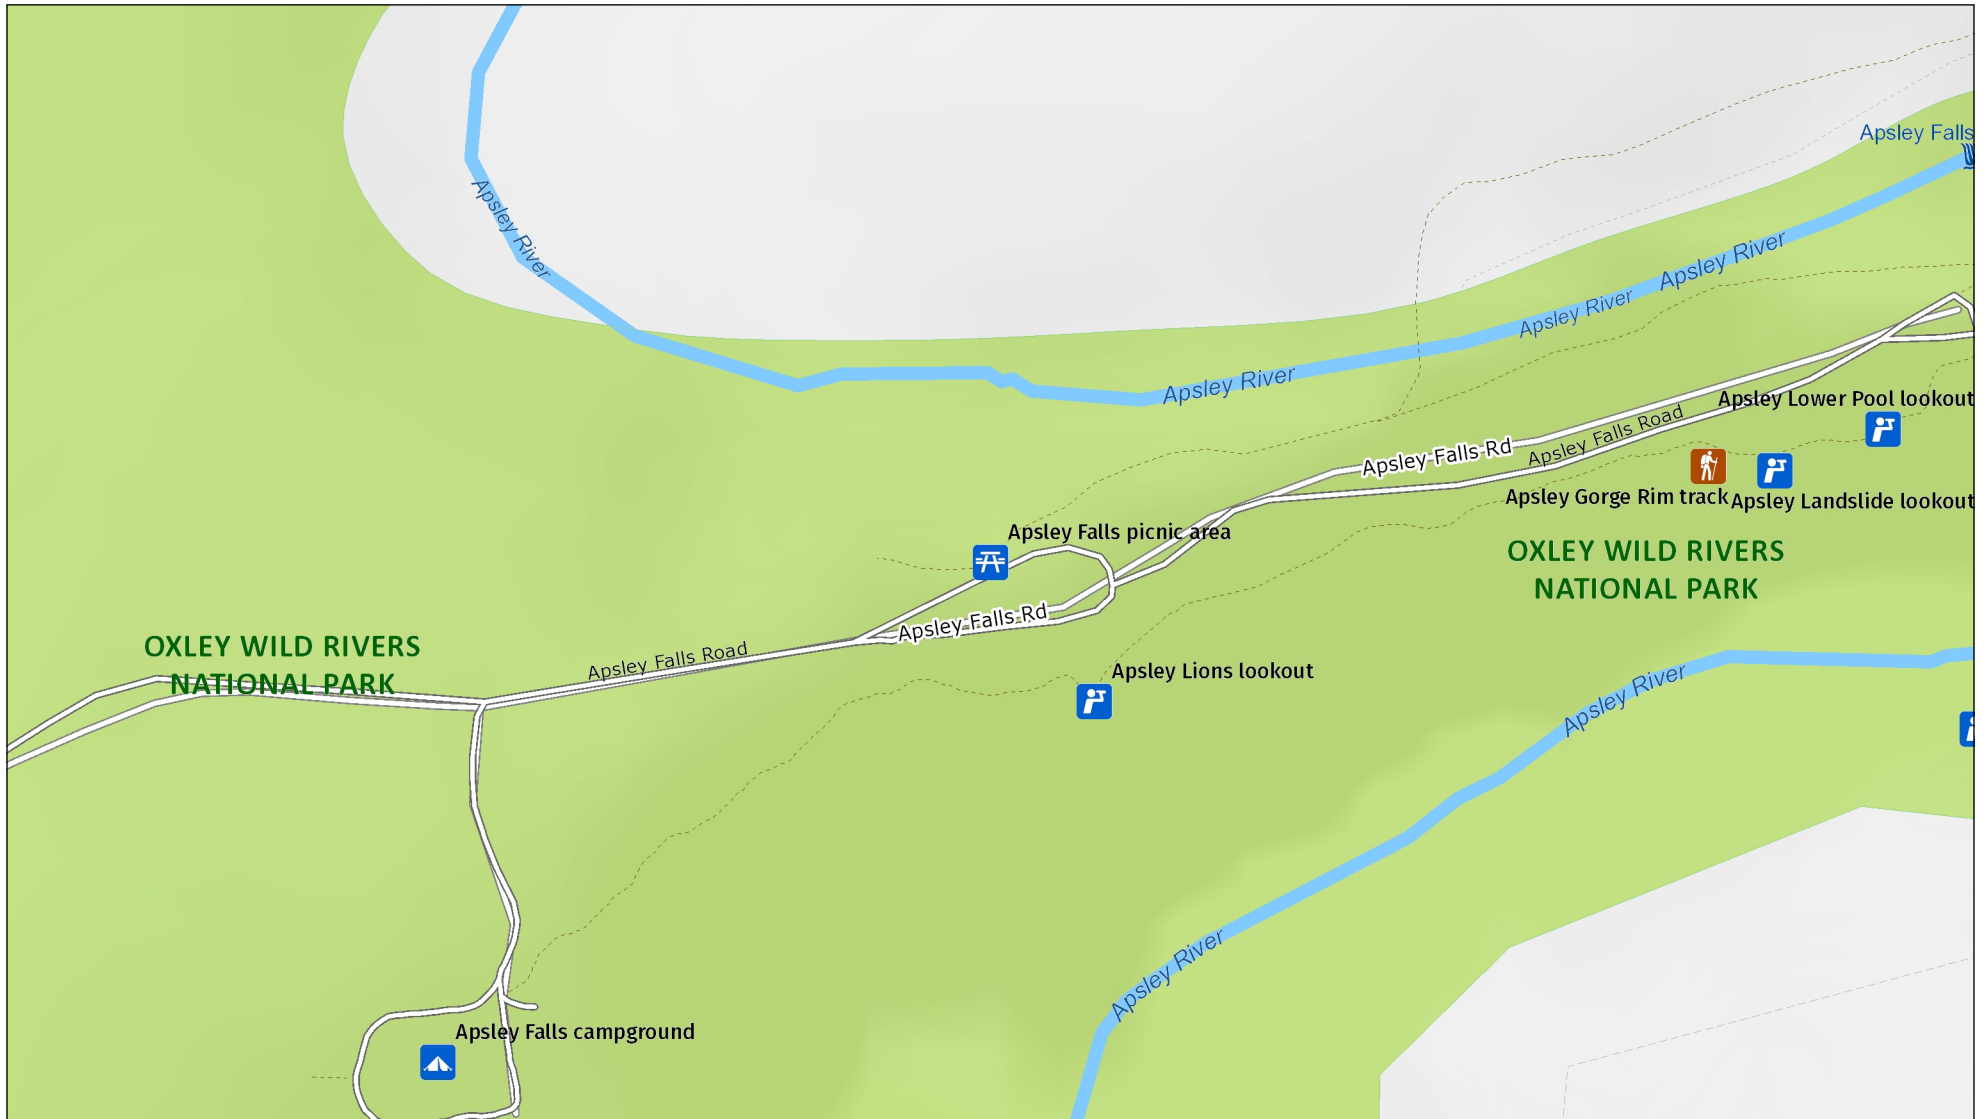 Apsley Falls
Apsley River
Apsley River
Apsley River
Apsley River
Apsley Lower Pool lookout
Apsley Falls Road
Apsley Falls Rd
Apsley Gorge Rim track
Apsley Landslide lookout
Apsley Falls picnic area
OXLEY WILD RIVERS
NATIONAL PARK
Apsley Falls Rd
OXLEY WILD RIVERS
NATIONAL PARK
Apsley Falls Road
Apsley Lions lookout
Apsley River
Apsley River
Apsley Falls campground